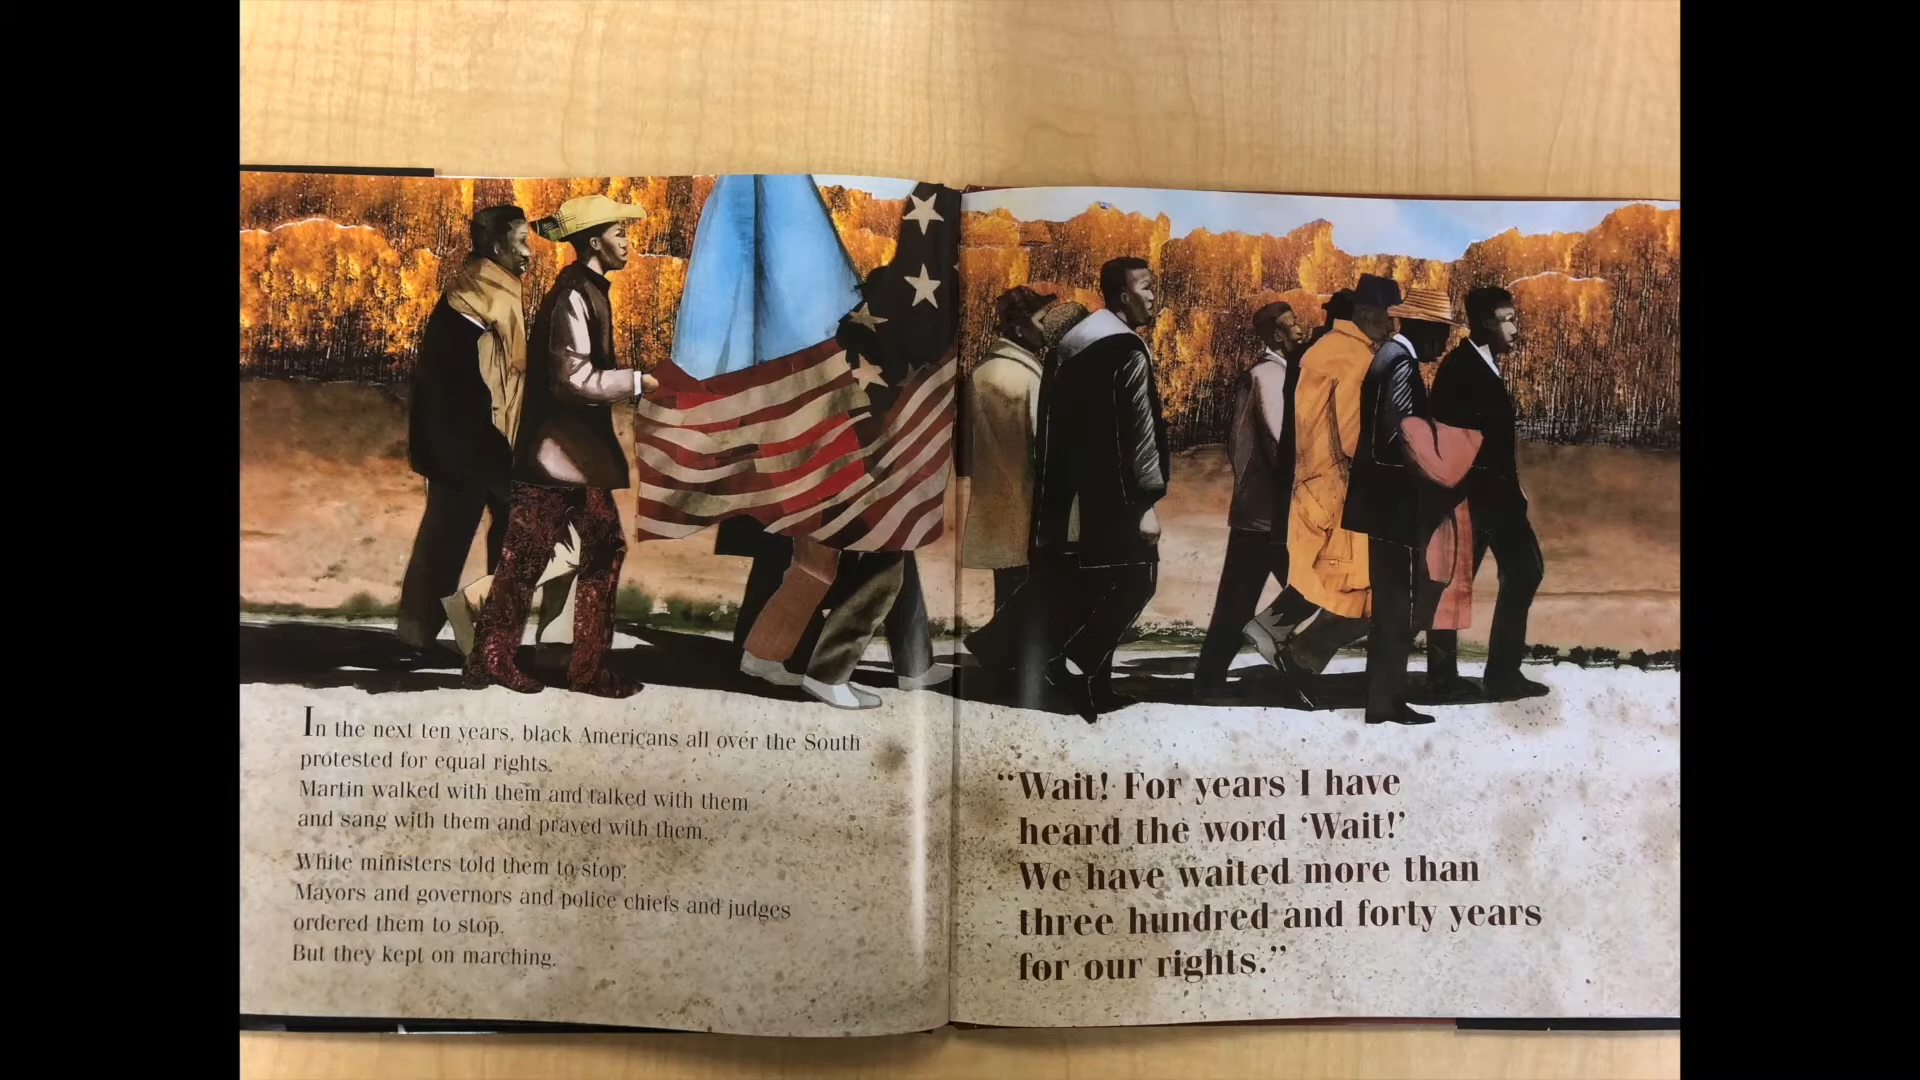 In the next ten years, black Americans all over the South
protested for equal rights.
Martin walked with them and talked with them
and sang with them and prayed with them.
White ministers told them to stop.
Mayors and governors and police chiefs and judges
ordered them to stop.
But they kept on marching.
“Wait! For years I have
heard the word ‘Wait!’
We have waited more than
three hundred and forty years
for our rights.”